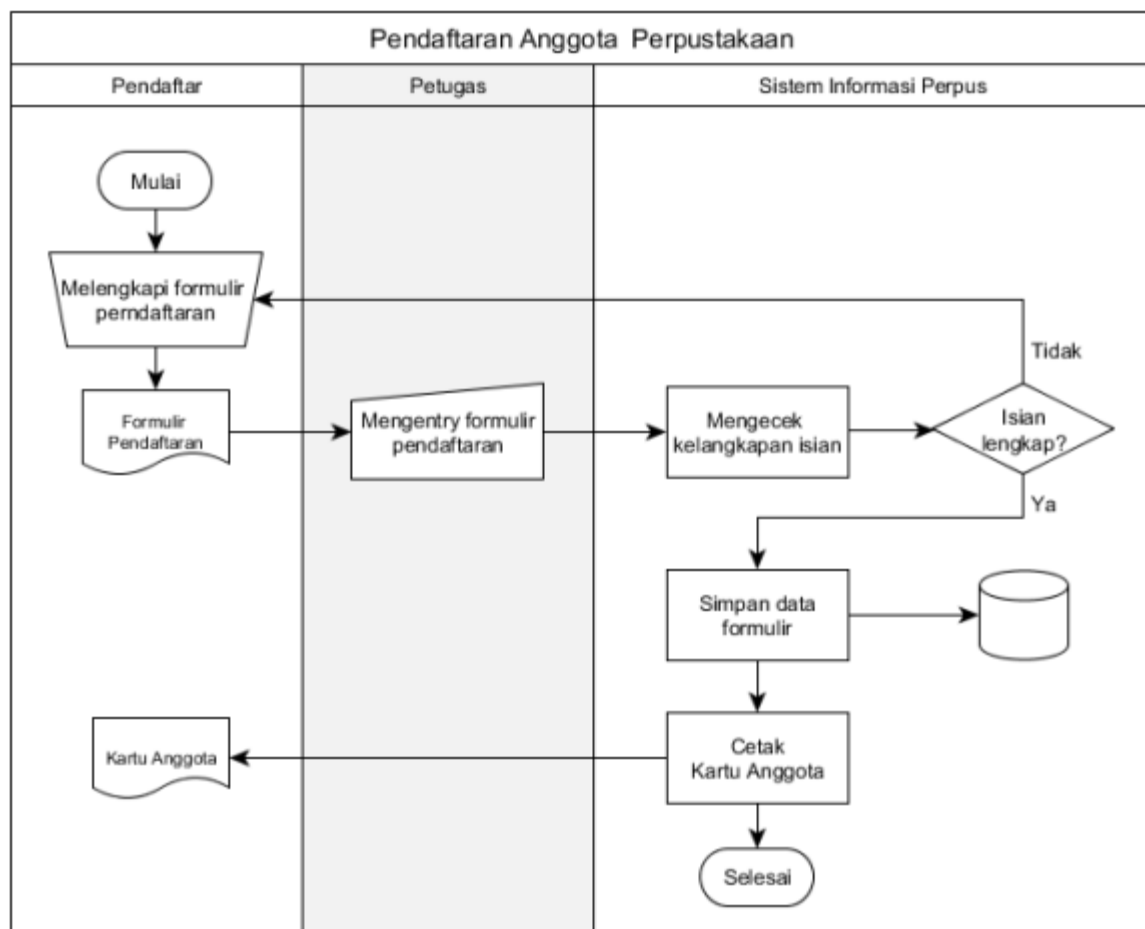 Pendaftaran Anggota Perpustakaan
Pendaftar
Petugas
Sistem Informasi Perpus
Mulai
Melengkapi formulir
perndaftaran
Tidak
Formulir
Pendaftaran
Mengentry formulir
pendaftaran
Mengecek
kelangkapan isian
Isian
lengkap?
Ya
Simpan data
formulir
Kartu Anggota
Cetak
Kartu Anggota
Selesai